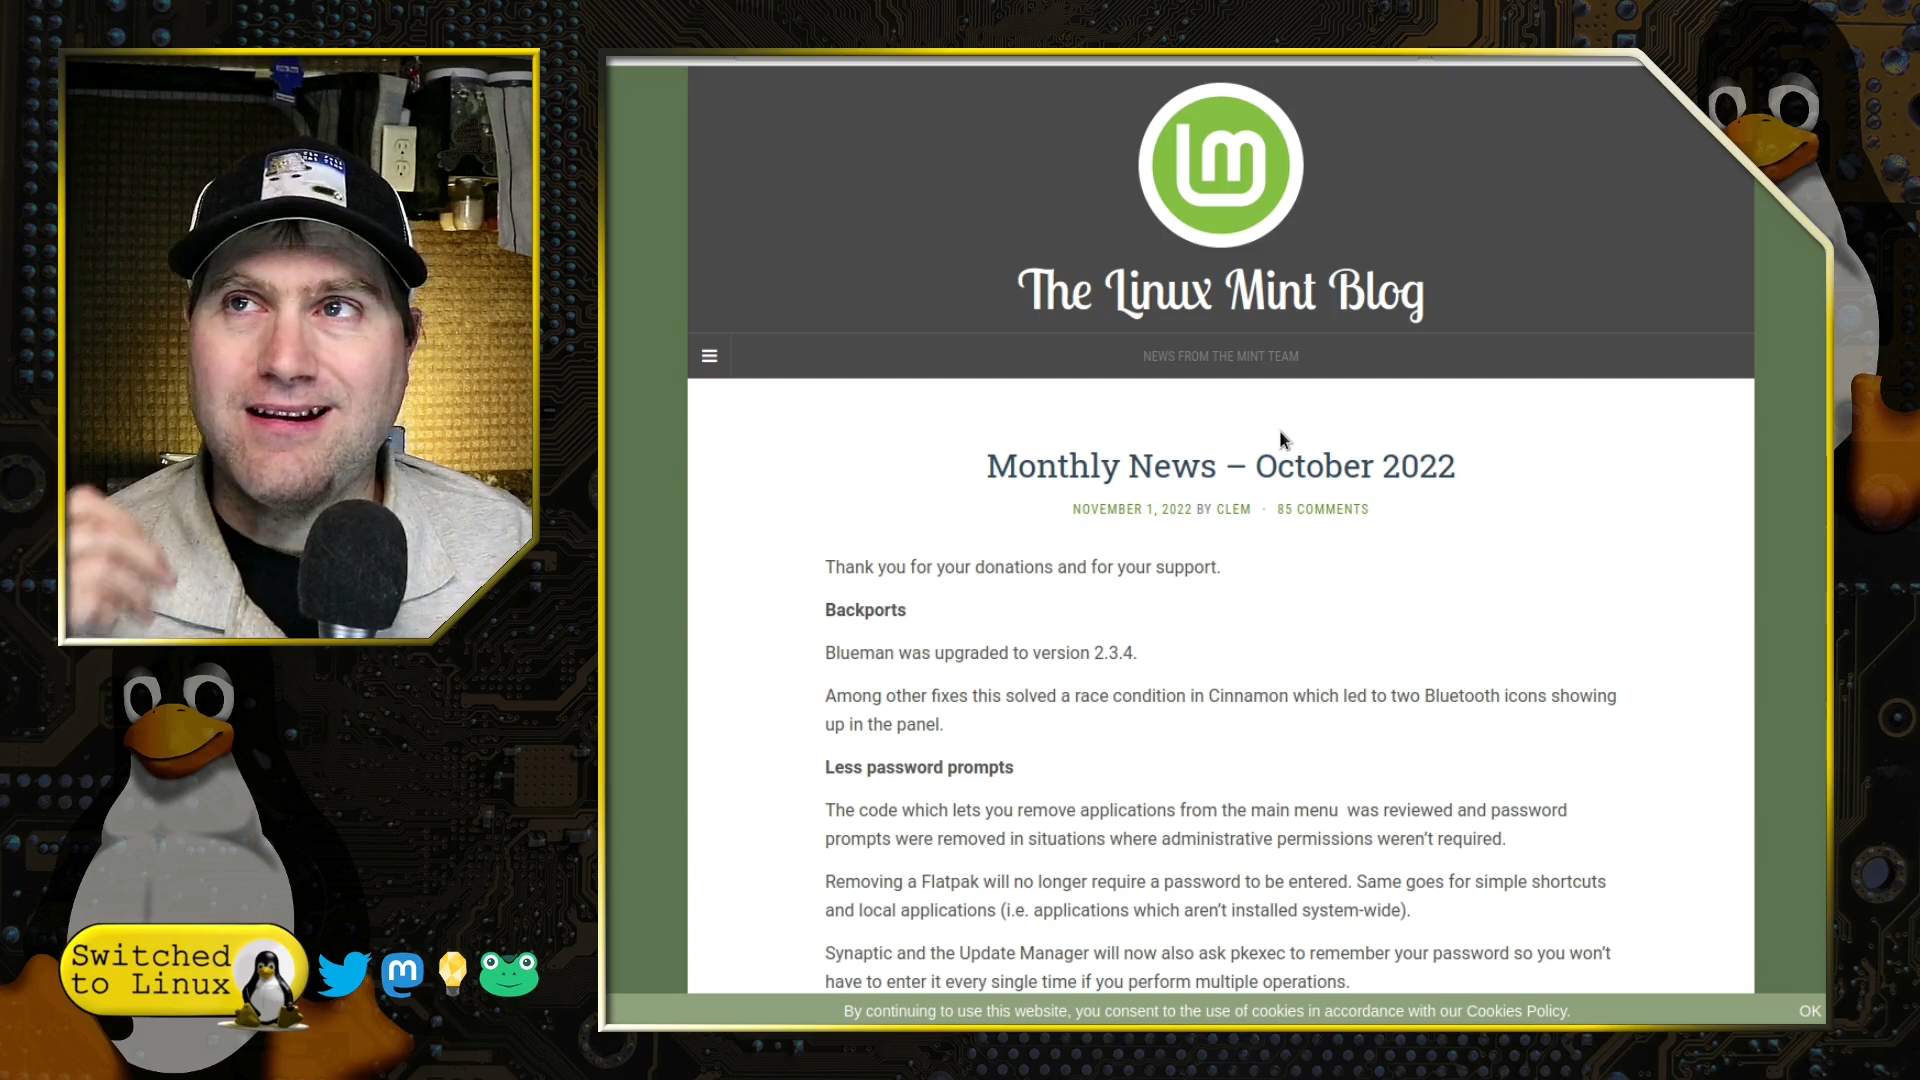 The Linux Mint Blog
NEWS FROM THE MINT TEAM
Monthly News – October 2022
NOVEMBER 1, 2022 BY CLEM · 85 COMMENTS
Thank you for your donations and for your support.
Backports
Blueman was upgraded to version 2.3.4.
Among other fixes this solved a race condition in Cinnamon which led to two Bluetooth icons showing
up in the panel.
Less password prompts
The code which lets you remove applications from the main menu was reviewed and password
prompts were removed in situations where administrative permissions weren’t required.
Removing a Flatpak will no longer require a password to be entered. Same goes for simple shortcuts
and local applications (i.e. applications which aren’t installed system-wide).
Synaptic and the Update Manager will now also ask pkexec to remember your password so you won’t
have to enter it every single time if you perform multiple operations.
By continuing to use this website, you consent to the use of cookies in accordance with our Cookies Policy.
OK
Switched
to Linux